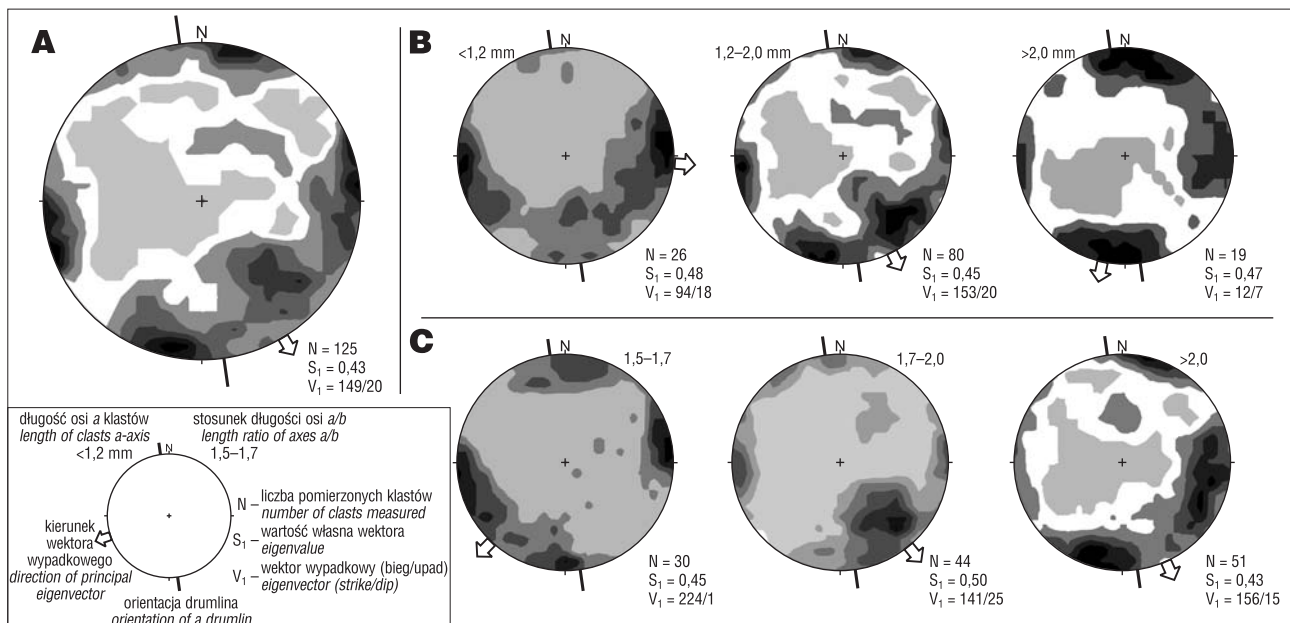 A
N
N = 125
S₁ = 0,43
V₁ = 149/20
B
<1,2 mm
N
N = 26
S₁ = 0,48
V₁ = 94/18
1,2–2,0 mm
N
N = 80
S₁ = 0,45
V₁ = 153/20
>2,0 mm
N
N = 19
S₁ = 0,47
V₁ = 12/7
C
N
1,5–1,7
N = 30
S₁ = 0,45
V₁ = 224/1
N
1,7–2,0
N = 44
S₁ = 0,50
V₁ = 141/25
N
>2,0
N = 51
S₁ = 0,43
V₁ = 156/15
długość osi a klastów
length of clasts a-axis
<1,2 mm
N
stosunek długości osi a/b
length ratio of axes a/b
1,5–1,7
N – liczba pomierzonych klastów
number of clasts measured
S₁ – wartość własna wektora
eigenvalue
V₁ – wektor wypadkowy (bieg/upad)
eigenvector (strike/dip)
kierunek
wektora
wypadkowego
direction of principal
eigenvector
orientacja drumlina
orientation of a drumlin